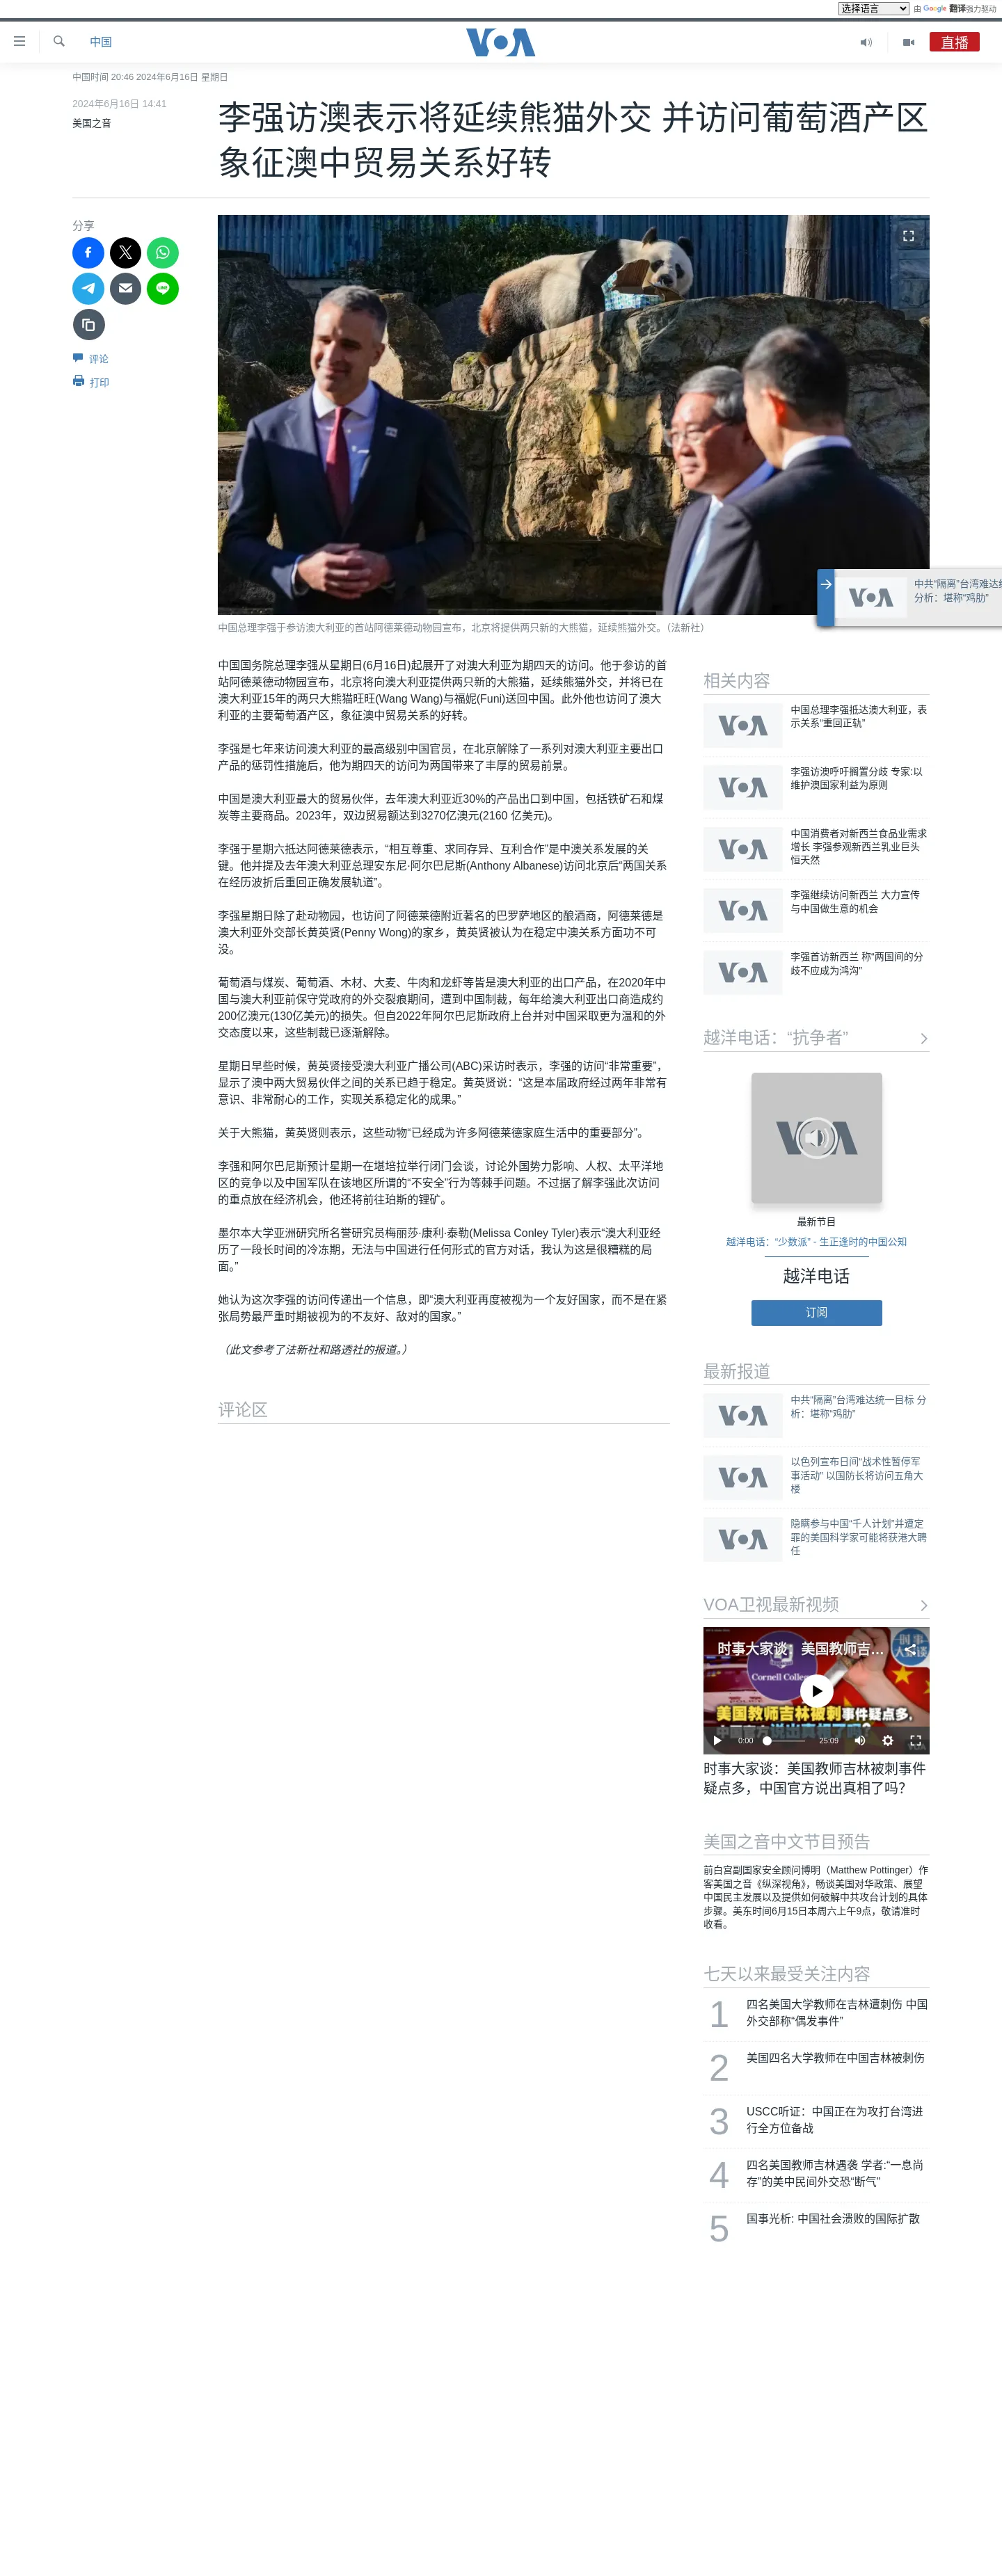 选择语言 由 Google 翻译强力驱动
中国
VOA
直播
中国时间 20:46 2024年6月16日 星期日
2024年6月16日 14:41
美国之音
李强访澳表示将延续熊猫外交 并访问葡萄酒产区
象征澳中贸易关系好转
分享
LINE
评论
打印
中国总理李强于参访澳大利亚的首站阿德莱德动物园宣布，北京将提供两只新的大熊猫，延续熊猫外交。（法新社）
VOA
中共“隔离”台湾难达统
分析：堪称“鸡肋”
中国国务院总理李强从星期日(6月16日)起展开了对澳大利亚为期四天的访问。他于参访的首
站阿德莱德动物园宣布，北京将向澳大利亚提供两只新的大熊猫，延续熊猫外交，并将已在
澳大利亚15年的两只大熊猫旺旺(Wang Wang)与福妮(Funi)送回中国。此外他也访问了澳大
利亚的主要葡萄酒产区，象征澳中贸易关系的好转。
李强是七年来访问澳大利亚的最高级别中国官员，在北京解除了一系列对澳大利亚主要出口
产品的惩罚性措施后，他为期四天的访问为两国带来了丰厚的贸易前景。
中国是澳大利亚最大的贸易伙伴，去年澳大利亚近30%的产品出口到中国，包括铁矿石和煤
炭等主要商品。2023年，双边贸易额达到3270亿澳元(2160 亿美元)。
李强于星期六抵达阿德莱德表示，“相互尊重、求同存异、互利合作”是中澳关系发展的关
键。他并提及去年澳大利亚总理安东尼·阿尔巴尼斯(Anthony Albanese)访问北京后“两国关系
在经历波折后重回正确发展轨道”。
李强星期日除了赴动物园，也访问了阿德莱德附近著名的巴罗萨地区的酿酒商，阿德莱德是
澳大利亚外交部长黄英贤(Penny Wong)的家乡，黄英贤被认为在稳定中澳关系方面功不可
没。
葡萄酒与煤炭、葡萄酒、木材、大麦、牛肉和龙虾等皆是澳大利亚的出口产品，在2020年中
国与澳大利亚前保守党政府的外交裂痕期间，遭到中国制裁，每年给澳大利亚出口商造成约
200亿澳元(130亿美元)的损失。但自2022年阿尔巴尼斯政府上台并对中国采取更为温和的外
交态度以来，这些制裁已逐渐解除。
星期日早些时候，黄英贤接受澳大利亚广播公司(ABC)采访时表示，李强的访问“非常重要”，
显示了澳中两大贸易伙伴之间的关系已趋于稳定。黄英贤说：“这是本届政府经过两年非常有
意识、非常耐心的工作，实现关系稳定化的成果。”
关于大熊猫，黄英贤则表示，这些动物“已经成为许多阿德莱德家庭生活中的重要部分”。
李强和阿尔巴尼斯预计星期一在堪培拉举行闭门会谈，讨论外国势力影响、人权、太平洋地
区的竞争以及中国军队在该地区所谓的“不安全”行为等棘手问题。不过据了解李强此次访问
的重点放在经济机会，他还将前往珀斯的锂矿。
墨尔本大学亚洲研究所名誉研究员梅丽莎·康利·泰勒(Melissa Conley Tyler)表示“澳大利亚经
历了一段长时间的冷冻期，无法与中国进行任何形式的官方对话，我认为这是很糟糕的局
面。”
她认为这次李强的访问传递出一个信息，即“澳大利亚再度被视为一个友好国家，而不是在紧
张局势最严重时期被视为的不友好、敌对的国家。”
（此文参考了法新社和路透社的报道。）
评论区
相关内容
VOA
中国总理李强抵达澳大利亚，表
示关系“重回正轨”
VOA
李强访澳呼吁搁置分歧 专家:以
维护澳国家利益为原则
VOA
中国消费者对新西兰食品业需求
增长 李强参观新西兰乳业巨头
恒天然
VOA
李强继续访问新西兰 大力宣传
与中国做生意的机会
VOA
李强首访新西兰 称“两国间的分
歧不应成为鸿沟”
越洋电话：“抗争者”
VOA
最新节目
越洋电话：“少数派” - 生正逢时的中国公知
越洋电话
订阅
最新报道
VOA
中共“隔离”台湾难达统一目标 分
析：堪称“鸡肋”
VOA
以色列宣布日间“战术性暂停军
事活动” 以国防长将访问五角大
楼
VOA
隐瞒参与中国“千人计划”并遭定
罪的美国科学家可能将获港大聘
任
VOA卫视最新视频
时事大家谈：美国教师吉...
时事
大家谈
Cornell College
美国教师吉林被刺事件疑点多，
中国官方说出真相了吗？
0:00 25:09
VOA
时事大家谈：美国教师吉林被刺事件
疑点多，中国官方说出真相了吗？
美国之音中文节目预告
前白宫副国家安全顾问博明（Matthew Pottinger）作
客美国之音《纵深视角》，畅谈美国对华政策、展望
中国民主发展以及提供如何破解中共攻台计划的具体
步骤。美东时间6月15日本周六上午9点，敬请准时
收看。
七天以来最受关注内容
1 四名美国大学教师在吉林遭刺伤 中国
外交部称“偶发事件”
2 美国四名大学教师在中国吉林被刺伤
3 USCC听证：中国正在为攻打台湾进
行全方位备战
4 四名美国教师吉林遇袭 学者:“一息尚
存”的美中民间外交恐“断气”
5 国事光析: 中国社会溃败的国际扩散